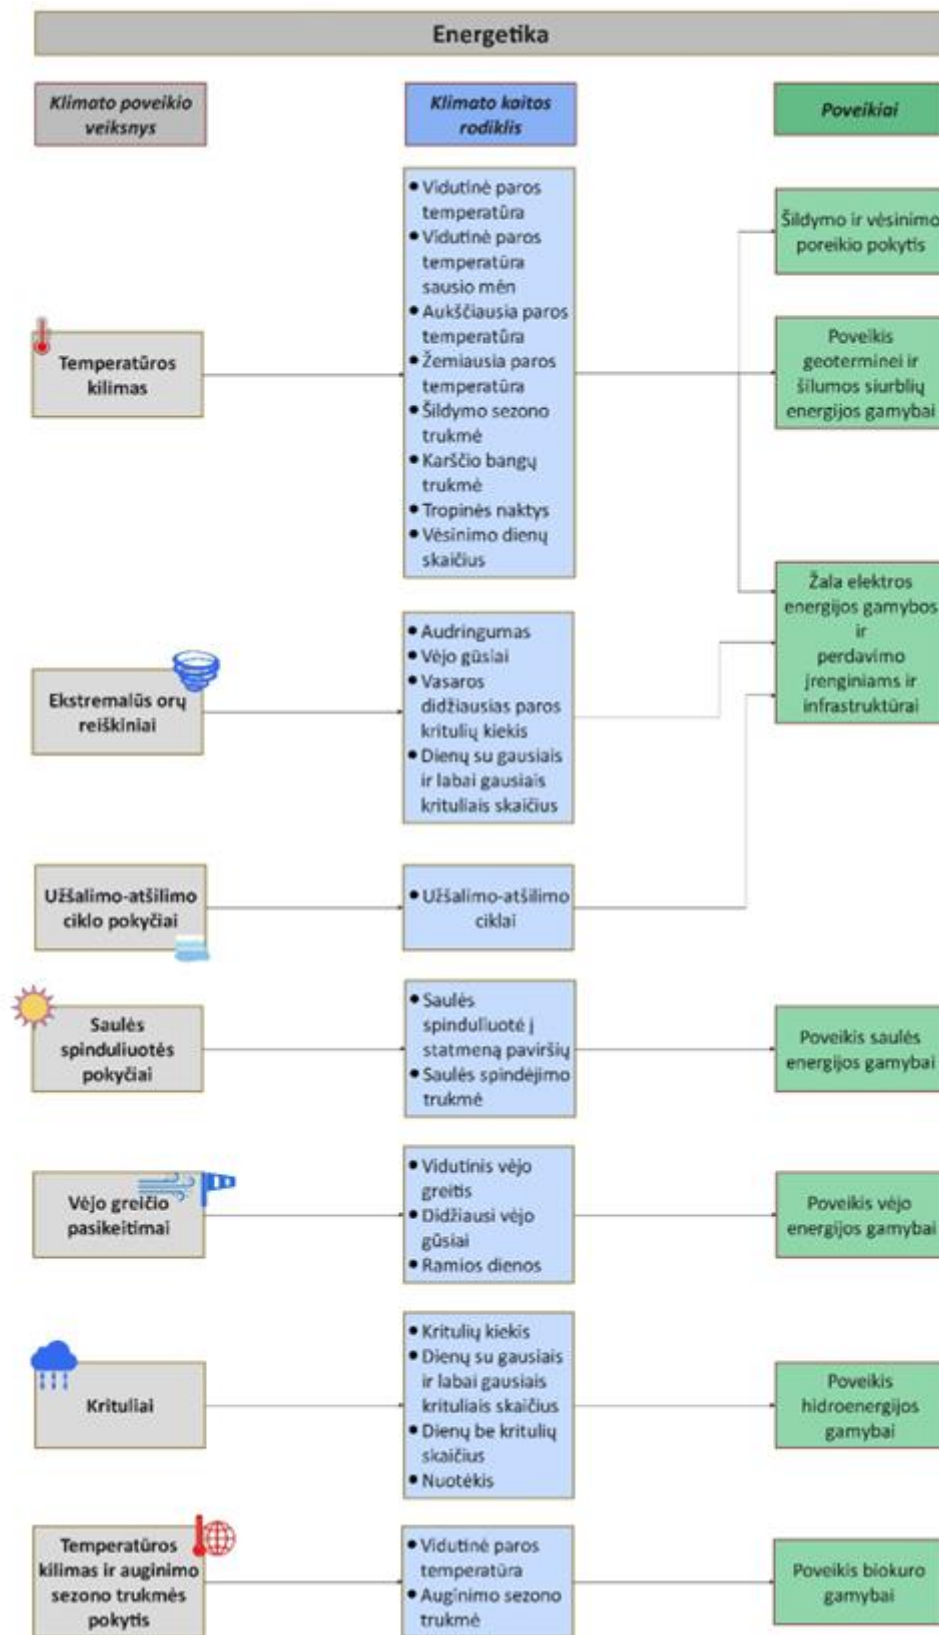 Energetika
Klimato poveikio
veiksnys
Klimato kaitos
rodiklis
Poveikiai
Temperatūros
kilimas
● Vidutinė paros
temperatūra
● Vidutinė paros
temperatūra
sausio mėn
● Aukščiausia paros
temperatūra
● Žemiausia paros
temperatūra
● Šildymo sezono
trukmė
● Karščio bangų
trukmė
● Tropinės naktys
● Vėsinimo dienų
skaičius
Šildymo ir vėsinimo
poreikio pokytis
Poveikis
geoterminei ir
šilumos siurblių
energijos gamybai
Žala elektros
energijos gamybos
ir
perdavimo
įrenginiams ir
infrastruktūrai
Ekstremalūs orų
reiškiniai
● Audringumas
● Vėjo gūsiai
● Vasaros
didžiausias paros
kritulių kiekis
● Dienų su gausiais
ir labai gausiais
krituliais skaičius
Užšalimo-atšilimo
ciklo pokyčiai
● Užšalimo-atšilimo
ciklai
Saulės
spinduliuotės
pokyčiai
● Saulės
spinduliuotė į
statmeną paviršių
● Saulės spindėjimo
trukmė
Poveikis saulės
energijos gamybai
Vėjo greičio
pasikeitimai
● Vidutinis vėjo
greitis
● Didžiausi vėjo
gūsiai
● Ramios dienos
Poveikis vėjo
energijos gamybai
Krituliai
● Kritulių kiekis
● Dienų su gausiais
ir labai gausiais
krituliais skaičius
● Dienų be kritulių
skaičius
● Nuotėkis
Poveikis
hidroenergijos
gamybai
Temperatūros
kilimas ir auginimo
sezono trukmės
pokytis
● Vidutinė paros
temperatūra
● Auginimo sezono
trukmė
Poveikis biokuro
gamybai